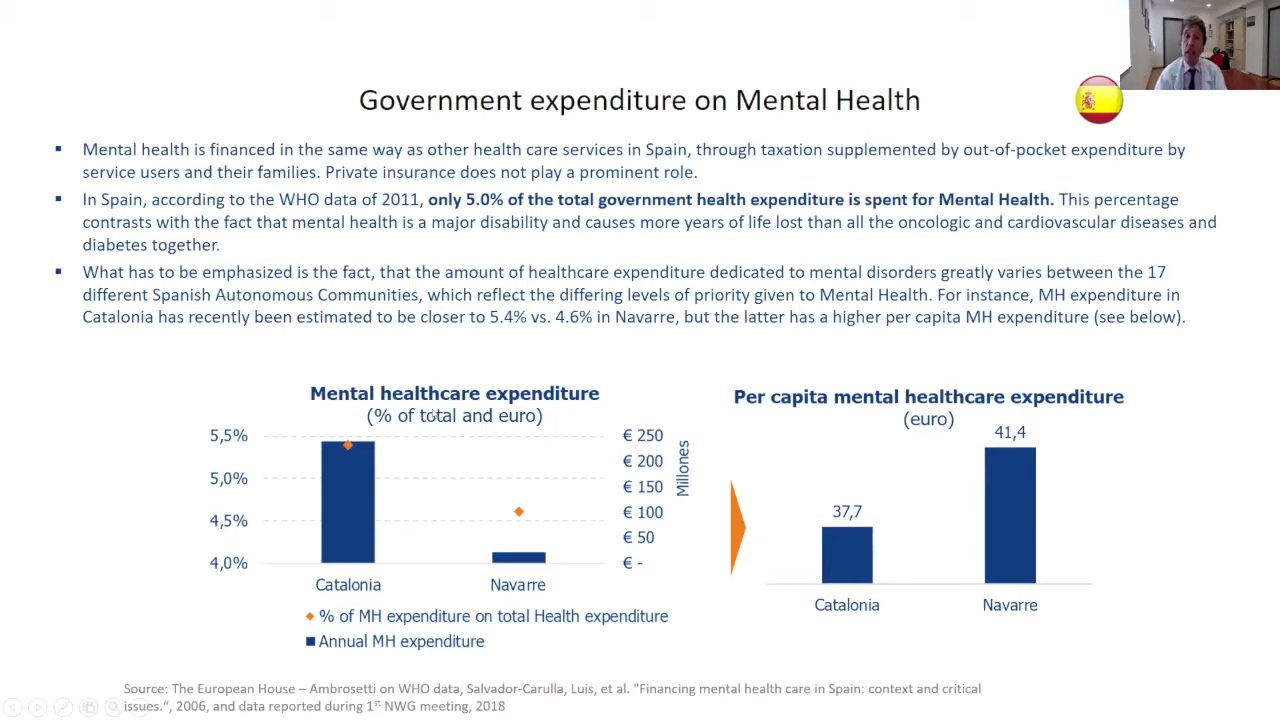 Government expenditure on Mental Health
▪ Mental health is financed in the same way as other health care services in Spain, through taxation supplemented by out-of-pocket expenditure by
service users and their families. Private insurance does not play a prominent role.
▪ In Spain, according to the WHO data of 2011, only 5.0% of the total government health expenditure is spent for Mental Health. This percentage
contrasts with the fact that mental health is a major disability and causes more years of life lost than all the oncologic and cardiovascular diseases and
diabetes together.
▪ What has to be emphasized is the fact, that the amount of healthcare expenditure dedicated to mental disorders greatly varies between the 17
different Spanish Autonomous Communities, which reflect the differing levels of priority given to Mental Health. For instance, MH expenditure in
Catalonia has recently been estimated to be closer to 5.4% vs. 4.6% in Navarre, but the latter has a higher per capita MH expenditure (see below).
Mental healthcare expenditure
(% of total and euro)
5,5%
5,0%
4,5%
4,0%
€ 250
€ 200
€ 150
€ 100
€ 50
€ -
Millones
Catalonia
Navarre
% of MH expenditure on total Health expenditure
Annual MH expenditure
Per capita mental healthcare expenditure
(euro)
37,7
41,4
Catalonia
Navarre
Source: The European House – Ambrosetti on WHO data, Salvador-Carulla, Luis, et al. "Financing mental health care in Spain: context and critical
issues.“, 2006, and data reported during 1st NWG meeting, 2018